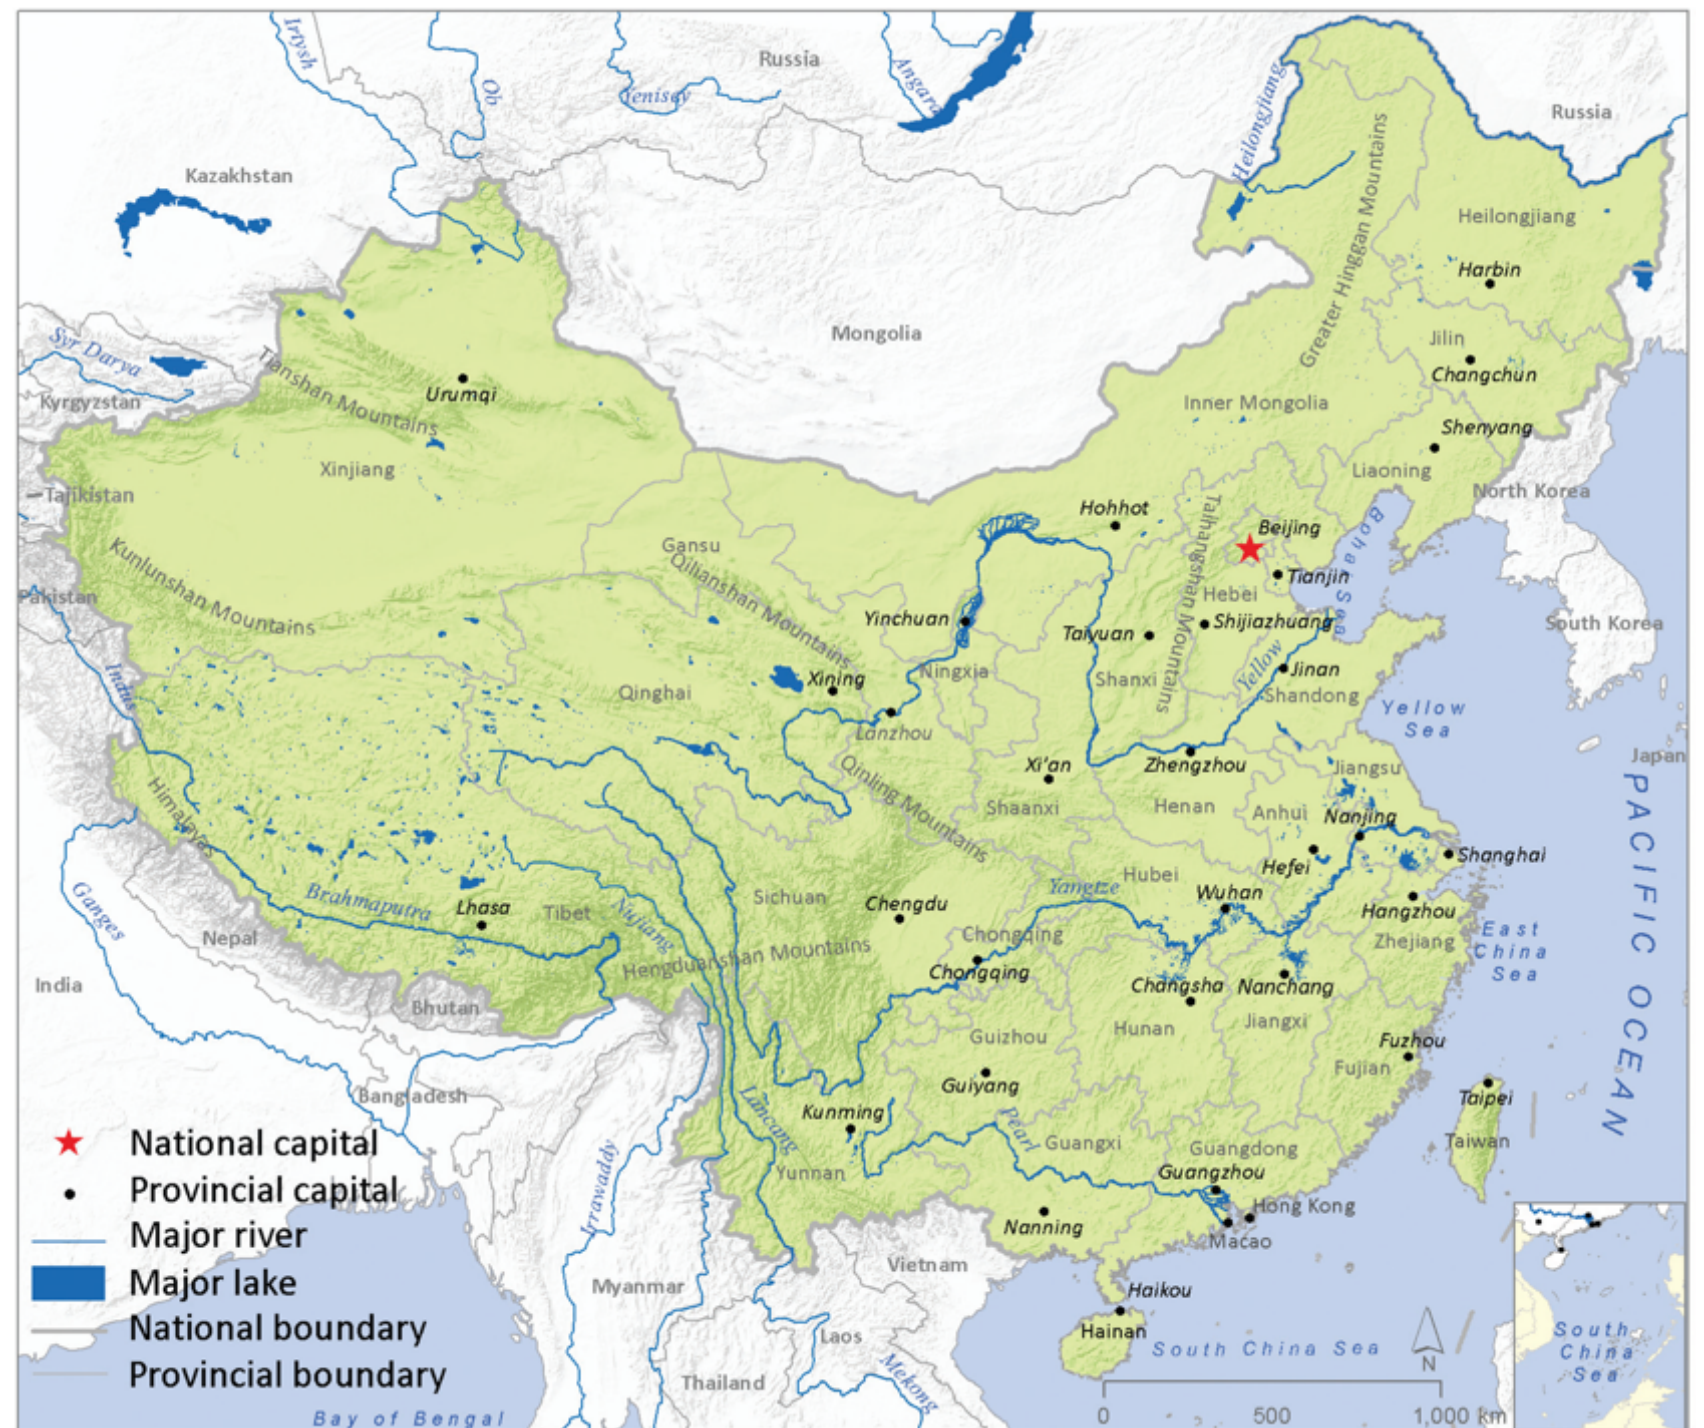 Irtysh
Ob
Yenisey
Angara
Russia
Heilongjiang
Russia
Kazakhstan
Greater Hinggan Mountains
Heilongjiang
Harbin
Mongolia
Syr Darya
Jilin
Changchun
Tianshan Mountains
Urumqi
Kyrgyzstan
Inner Mongolia
Shenyang
Xinjiang
Liaoning
Tajikistan
North Korea
Hohhot
Taihangshan Mountains
Beijing
Bohai Sea
Gansu
Kunlunshan Mountains
Qilianshan Mountains
Tianjin
Pakistan
Hebei
Yinchuan
Taiyuan
Shijiazhuang
South Korea
Indus
Ningxia
Yellow
Jinan
Xining
Qinghai
Shanxi
Shandong
Yellow
Sea
Lanzhou
Japan
Xi'an
Zhengzhou
Jiangsu
Qinling Mountains
Himalayas
Shaanxi
Henan
Anhui
Nanjing
PACIFIC OCEAN
Shanghai
Hefei
Hubei
Yangtze
Wuhan
Ganges
Brahmaputra
Lhasa
Tibet
Nujiang
Sichuan
Chengdu
Hangzhou
Chongqing
Zhejiang
East
China
Sea
Nepal
Hengduanshan Mountains
Chongqing
Changsha
Nanchang
India
Bhutan
Guizhou
Hunan
Jiangxi
Fuzhou
Fujian
Guiyang
Bangladesh
Lancang
Kunming
Pearl
Taipei
Guangxi
Guangdong
Taiwan
Yunnan
Guangzhou
Irrawaddy
Nanning
Hong Kong
Macao
Vietnam
Myanmar
Haikou
Hainan
Laos
South China Sea
N
South
China
Sea
Thailand
Mekong
Bay of Bengal
0 500 1,000 km
National capital
Provincial capital
Major river
Major lake
National boundary
Provincial boundary